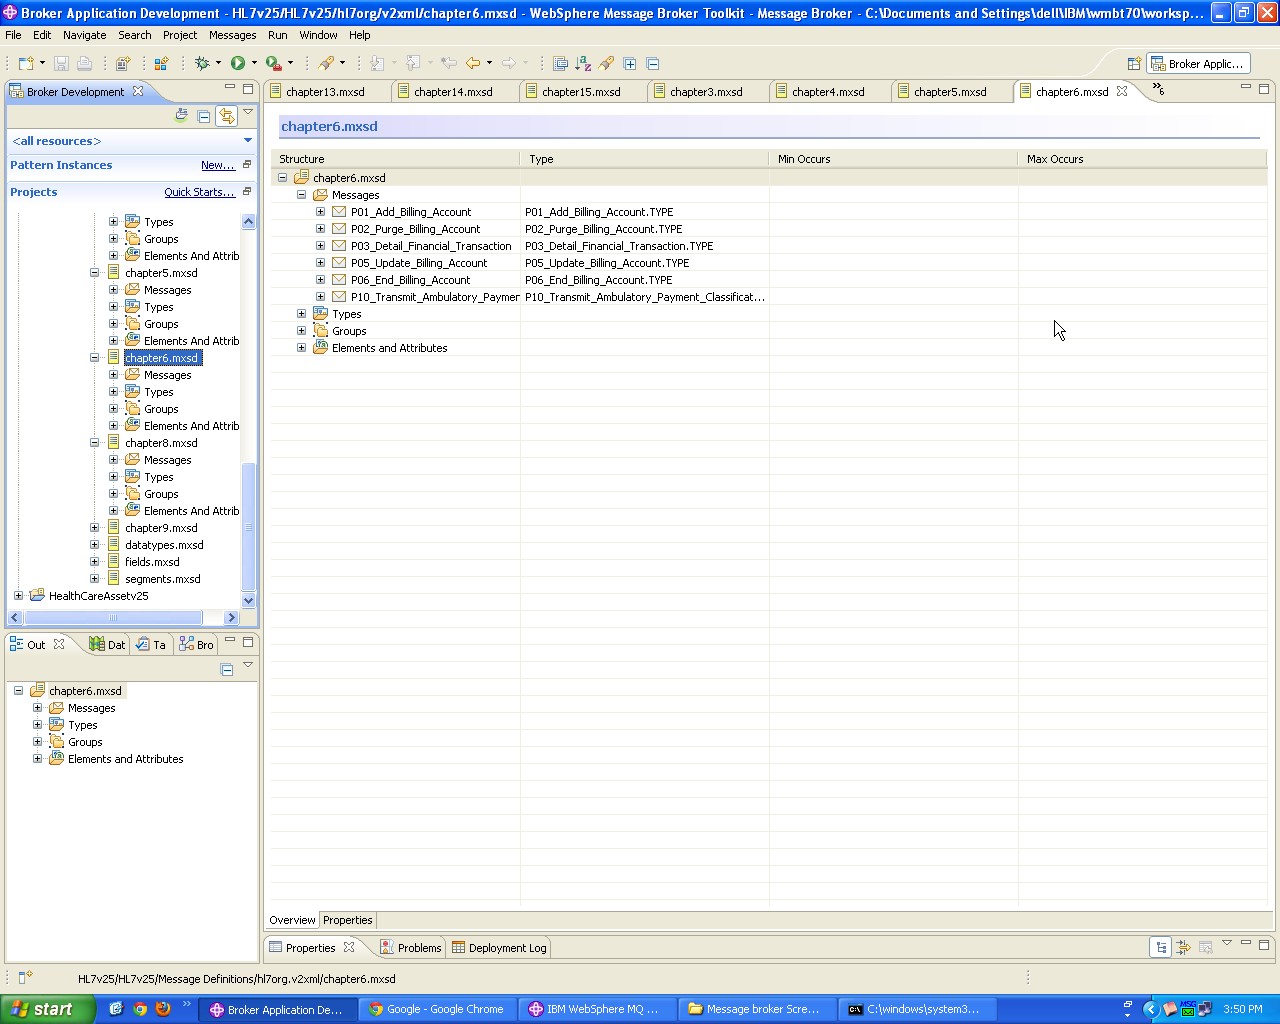 Broker Application Development - HL7v25/HL7v25/hl7org/v2xml/chapter6.mxsd - WebSphere Message Broker Toolkit - Message Broker - C:\Documents and Settings\dell\IBM\wmbt70\worksp...
File Edit Navigate Search Project Messages Run Window Help
Broker Applic...
Broker Development
chapter13.mxsd chapter14.mxsd chapter15.mxsd chapter3.mxsd chapter4.mxsd chapter5.mxsd chapter6.mxsd »6
<all resources>
Pattern Instances New...
Projects Quick Starts...
Types
Groups
Elements And Attrib
chapter5.mxsd
Messages
Types
Groups
Elements And Attrib
chapter6.mxsd
Messages
Types
Groups
Elements And Attrib
chapter8.mxsd
Messages
Types
Groups
Elements And Attrib
chapter9.mxsd
datatypes.mxsd
fields.mxsd
segments.mxsd
HealthCareAssetv25
chapter6.mxsd
Structure Type Min Occurs Max Occurs
chapter6.mxsd
Messages
P01_Add_Billing_Account P01_Add_Billing_Account.TYPE
P02_Purge_Billing_Account P02_Purge_Billing_Account.TYPE
P03_Detail_Financial_Transaction P03_Detail_Financial_Transaction.TYPE
P05_Update_Billing_Account P05_Update_Billing_Account.TYPE
P06_End_Billing_Account P06_End_Billing_Account.TYPE
P10_Transmit_Ambulatory_Paymer P10_Transmit_Ambulatory_Payment_Classificat...
Types
Groups
Elements and Attributes
Out Dat Ta Bro
chapter6.mxsd
Messages
Types
Groups
Elements and Attributes
Overview Properties
Properties Problems Deployment Log
HL7v25/HL7v25/Message Definitions/hl7org.v2xml/chapter6.mxsd
start Broker Application De... Google - Google Chrome IBM WebSphere MQ ... Message broker Scre... C:\windows\system3... MSG 3:50 PM